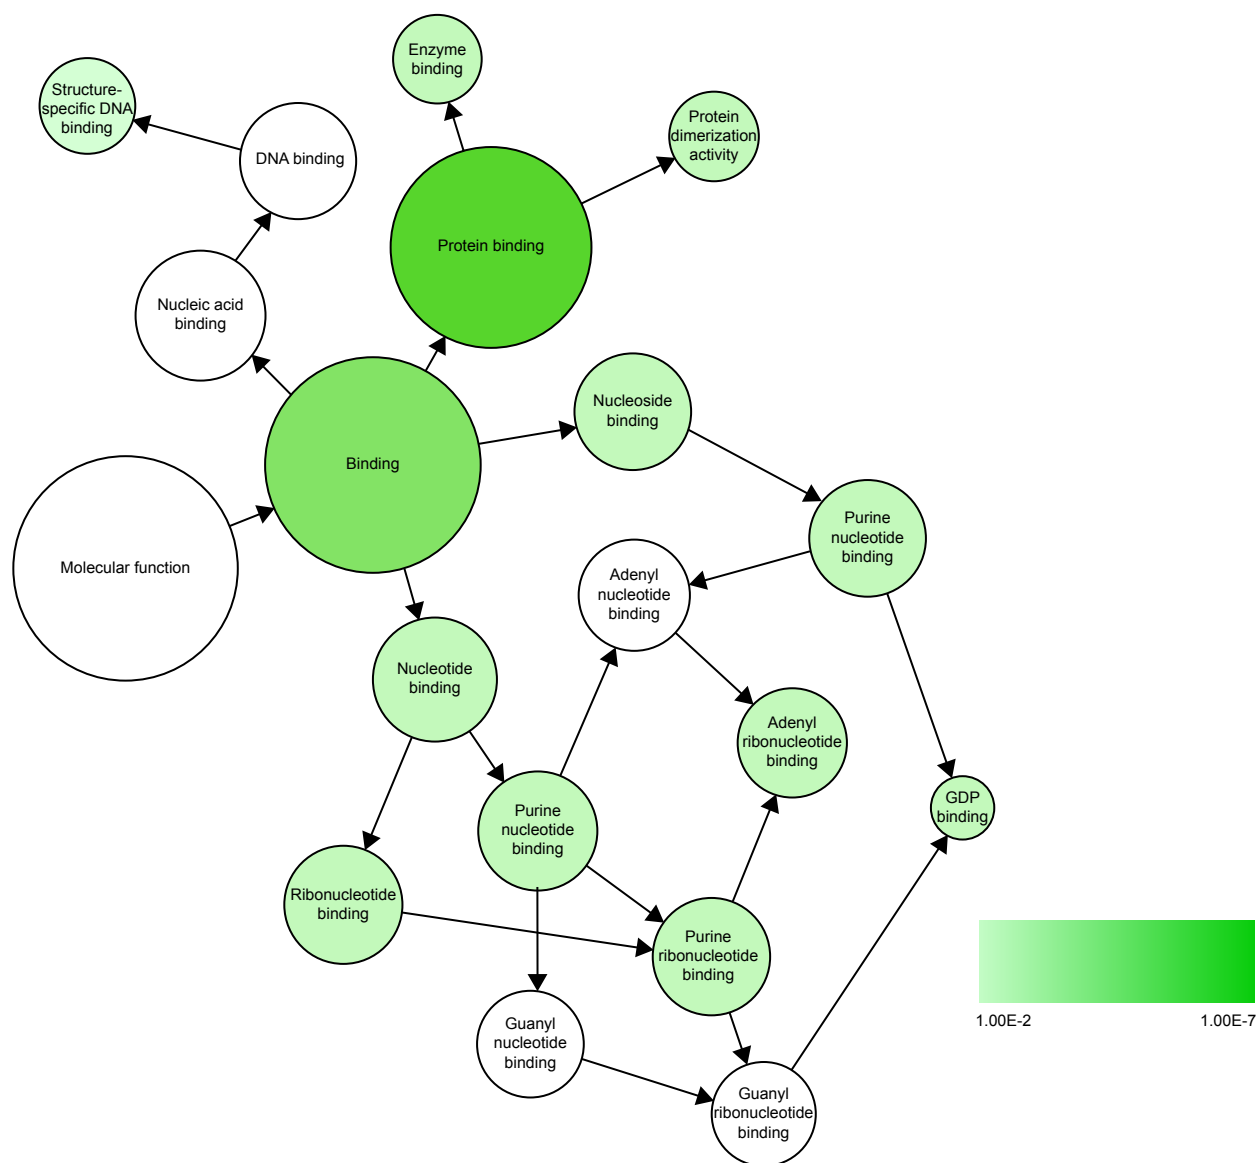 Enzyme
binding
Structure-
specific DNA
binding
Protein
dimerization
activity
DNA binding
Protein binding
Nucleic acid
binding
Nucleoside
binding
Binding
Molecular function
Purine
nucleotide
binding
Adenyl
nucleotide
binding
Nucleotide
binding
Adenyl
ribonucleotide
binding
GDP
binding
Purine
nucleotide
binding
Ribonucleotide
binding
Purine
ribonucleotide
binding
1.00E-2
1.00E-7
Guanyl
nucleotide
binding
Guanyl
ribonucleotide
binding